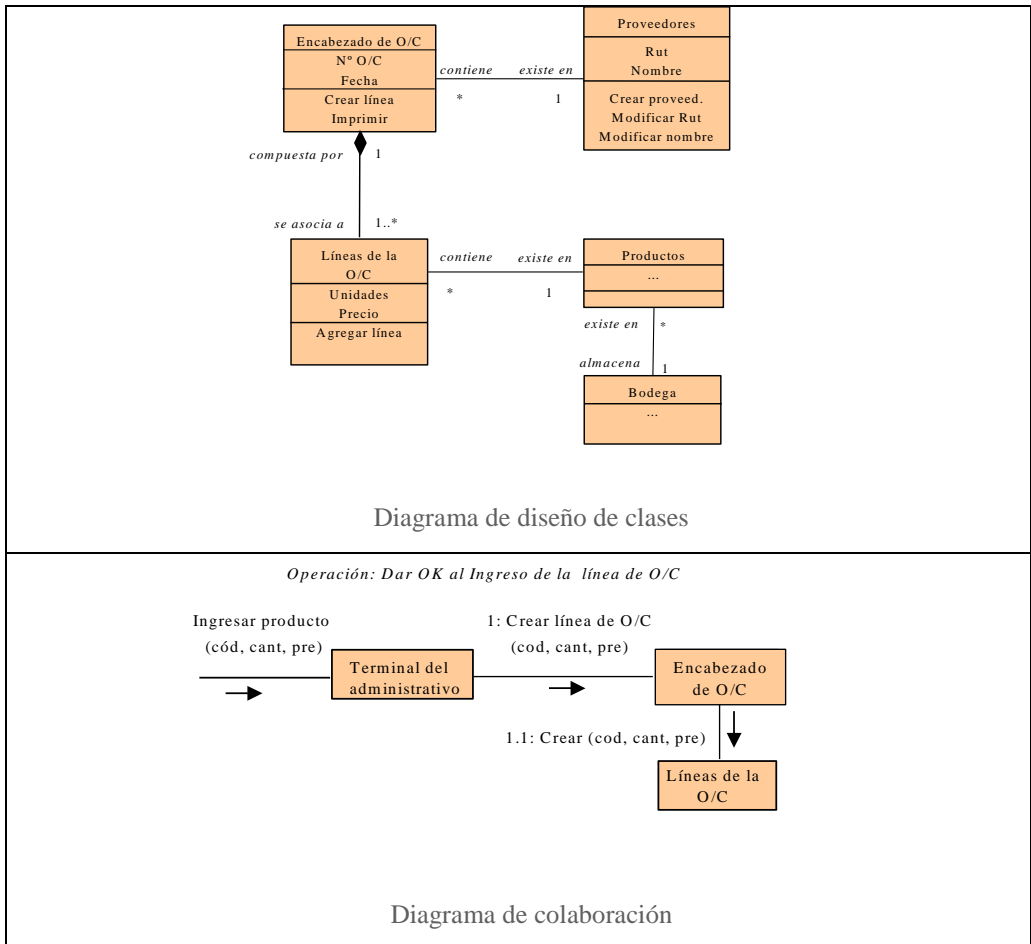 Encabezado de O/C
Nº O/C
Fecha
Crear línea
Imprimir
contiene
existe en
*
1
Proveedores
Rut
Nombre
Crear proveed.
Modificar Rut
Modificar nombre
compuesta por
1
se asocia a
1..*
Líneas de la
O/C
Unidades
Precio
Agregar línea
contiene
existe en
*
1
Productos
...
existe en
*
almacena
1
Bodega
...
Diagrama de diseño de clases
Operación: Dar OK al Ingreso de la línea de O/C
Ingresar producto
(cód, cant, pre)
Terminal del
administrativo
1: Crear línea de O/C
(cod, cant, pre)
Encabezado
de O/C
1.1: Crear (cod, cant, pre)
Líneas de la
O/C
Diagrama de colaboración